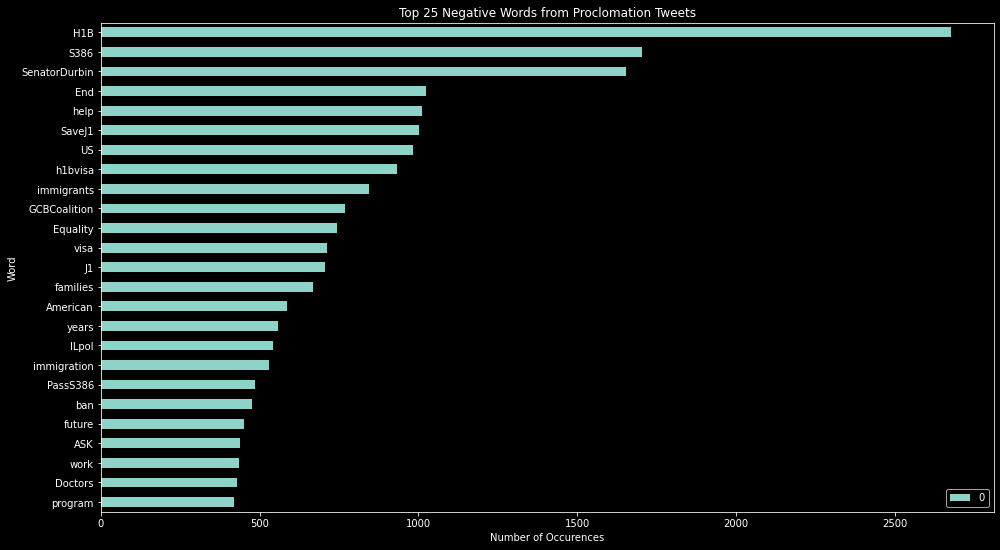 Top 25 Negative Words from Proclomation Tweets
H1B
S386
SenatorDurbin
End
help
SaveJ1
US
h1bvisa
immigrants
GCBCoalition
Equality
visa
J1
families
American
years
ILpol
immigration
PassS386
ban
future
ASK
work
Doctors
program
Word
0
0 500 1000 1500 2000 2500
Number of Occurences